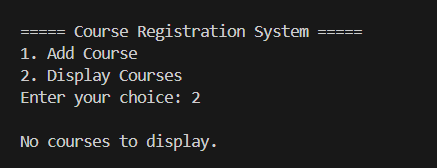 ===== Course Registration System =====
1. Add Course
2. Display Courses
Enter your choice: 2
No courses to display.